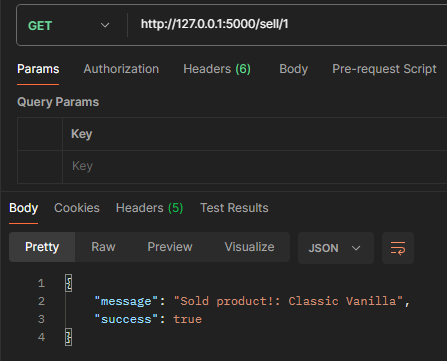 GET http://127.0.0.1:5000/sell/1
Params Authorization Headers (6) Body Pre-request Script
Query Params
Key
Key
Body Cookies Headers (5) Test Results
Pretty Raw Preview Visualize JSON
1 {
2 "message": "Sold product!: Classic Vanilla",
3 "success": true
4 }